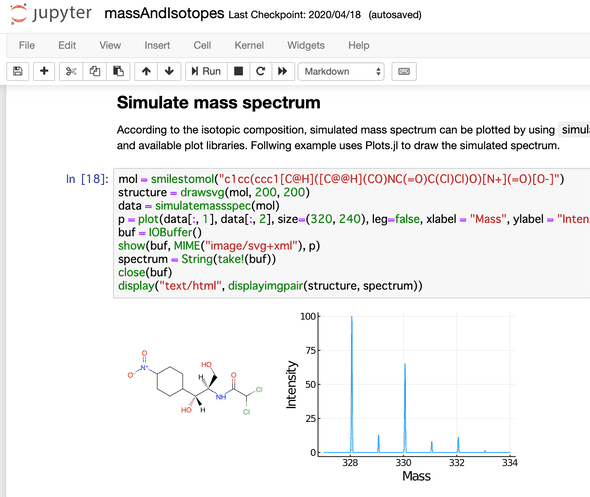 jupyter massAndIsotopes Last Checkpoint: 2020/04/18 (autosaved)
File Edit View Insert Cell Kernel Widgets Help
Run Markdown
Simulate mass spectrum
According to the isotopic composition, simulated mass spectrum can be plotted by using simul
and available plot libraries. Follwing example uses Plots.jl to draw the simulated spectrum.
In [18]: mol = smilestomol("c1cc(ccc1[C@H]([C@@H](CO)NC(=O)C(Cl)Cl)O)[N+](=O)[O-]")
structure = drawsvg(mol, 200, 200)
data = simulatemassspec(mol)
p = plot(data[:, 1], data[:, 2], size=(320, 240), leg=false, xlabel = "Mass", ylabel = "Inten
buf = IOBuffer()
show(buf, MIME("image/svg+xml"), p)
spectrum = String(take!(buf))
close(buf)
display("text/html", displayimgpair(structure, spectrum))
O
O-
N+
HO
H
O
Cl
NH
HO
H
Cl
100
75
50
25
0
Intensity
328 330 332 334
Mass